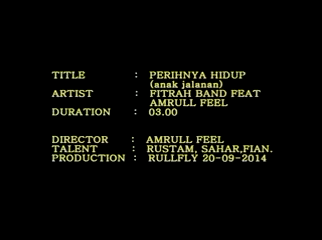 TITLE : PERIHNYA HIDUP
(anak jalanan)
ARTIST : FITRAH BAND FEAT
AMRULL FEEL
DURATION : 03.00
DIRECTOR : AMRULL FEEL
TALENT : RUSTAM, SAHAR,FIAN.
PRODUCTION : RULLFLY 20-09-2014